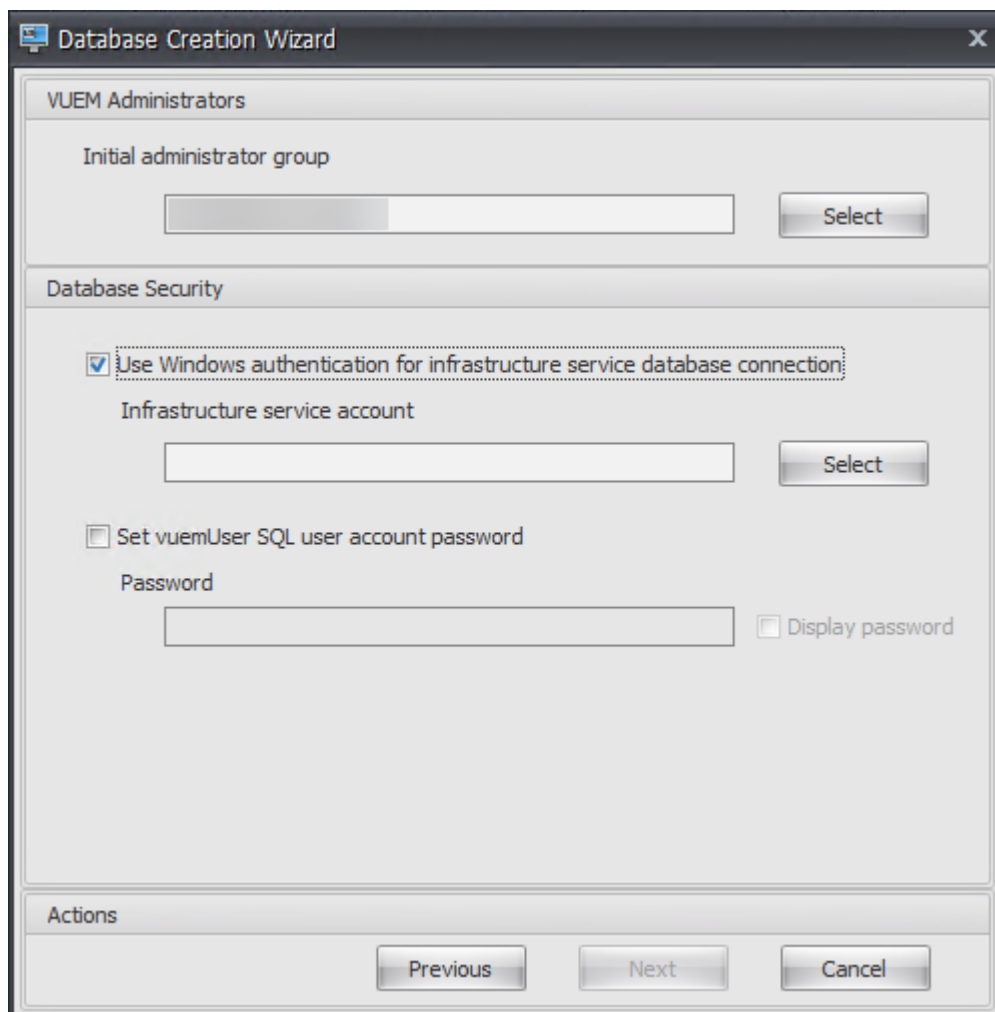 Database Creation Wizard
VUEM Administrators
Initial administrator group
Select
Database Security
Use Windows authentication for infrastructure service database connection
Infrastructure service account
Select
Set vuemUser SQL user account password
Password
Display password
Actions
Previous Next Cancel